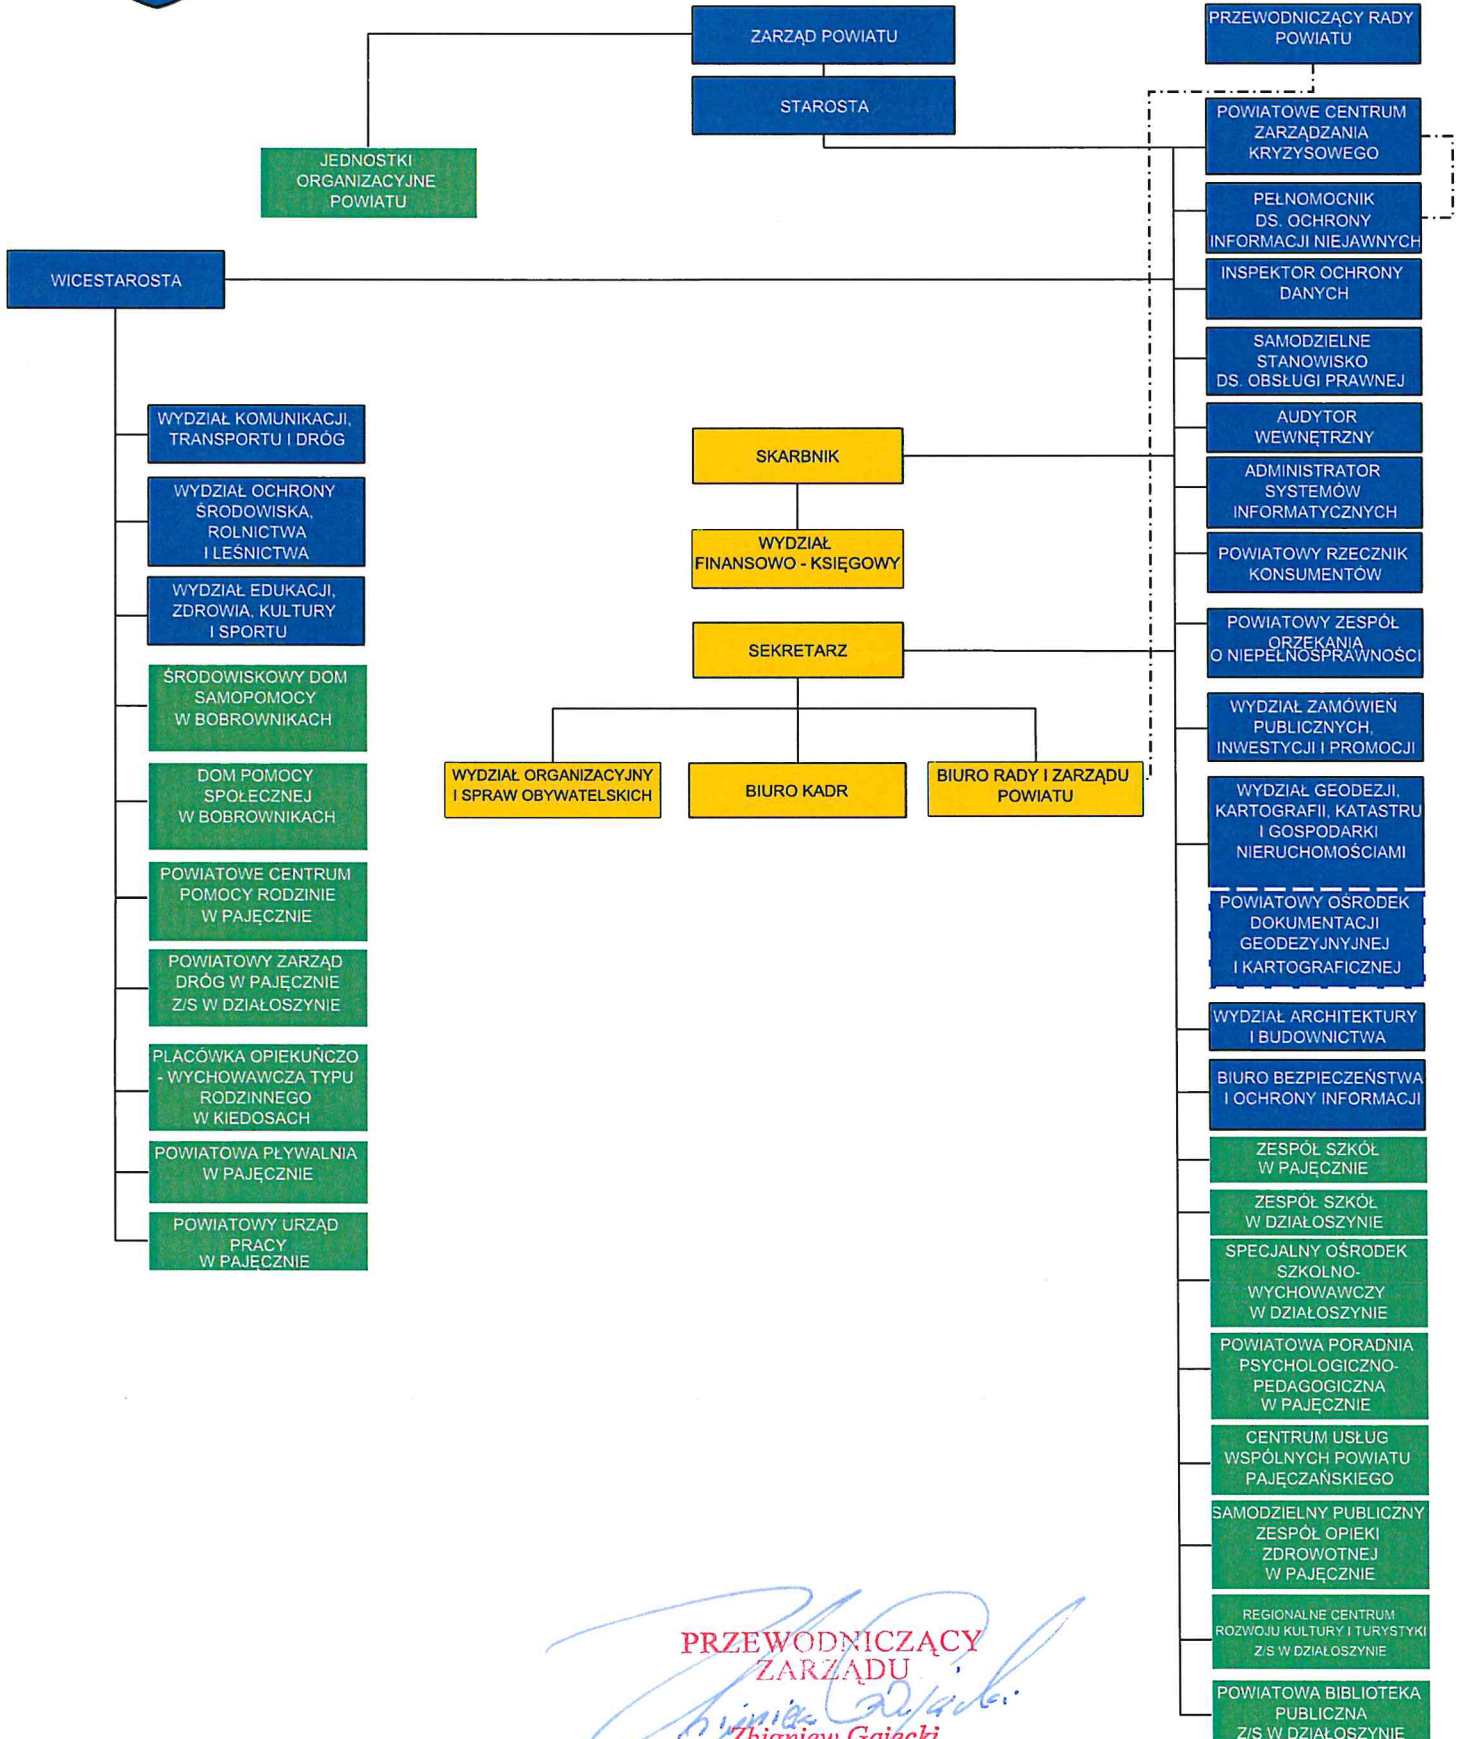 ZARZĄD POWIATU
STAROSTA
PRZEWODNICZĄCY RADY
POWIATU
JEDNOSTKI
ORGANIZACYJNE
POWIATU
WICESTAROSTA
WYDZIAŁ KOMUNIKACJI,
TRANSPORTU I DRÓG
WYDZIAŁ OCHRONY
ŚRODOWISKA,
ROLNICTWA
I LEŚNICTWA
WYDZIAŁ EDUKACJI,
ZDROWIA, KULTURY
I SPORTU
ŚRODOWISKOWY DOM
SAMOPOMOCY
W BOBROWNIKACH
DOM POMOCY
SPOŁECZNEJ
W BOBROWNIKACH
POWIATOWE CENTRUM
POMOCY RODZINIE
W PAJĘCZNIE
POWIATOWY ZARZĄD
DRÓG W PAJĘCZNIE
Z/S W DZIAŁOSZYNIE
PLACÓWKA OPIEKUŃCZO
- WYCHOWAWCZA TYPU
RODZINNEGO
W KIEDOSACH
POWIATOWA PŁYWALNIA
W PAJĘCZNIE
POWIATOWY URZĄD
PRACY
W PAJĘCZNIE
SKARBNIK
WYDZIAŁ
FINANSOWO - KSIĘGOWY
SEKRETARZ
WYDZIAŁ ORGANIZACYJNY
I SPRAW OBYWATELSKICH
BIURO KADR
BIURO RADY I ZARZĄDU
POWIATU
POWIATOWE CENTRUM
ZARZĄDZANIA
KRYZYSOWEGO
PEŁNOMOCNIK
DS. OCHRONY
INFORMACJI NIEJAWNYCH
INSPEKTOR OCHRONY
DANYCH
SAMODZIELNE
STANOWISKO
DS. OBSŁUGI PRAWNEJ
AUDYTOR
WEWNĘTRZNY
ADMINISTRATOR
SYSTEMÓW
INFORMATYCZNYCH
POWIATOWY RZECZNIK
KONSUMENTÓW
POWIATOWY ZESPÓŁ
ORZEKANIA
O NIEPEŁNOSPRAWNOŚCI
WYDZIAŁ ZAMÓWIEŃ
PUBLICZNYCH,
INWESTYCJI I PROMOCJI
WYDZIAŁ GEODEZJI,
KARTOGRAFII, KATASTRU
I GOSPODARKI
NIERUCHOMOŚCIAMI
POWIATOWY OŚRODEK
DOKUMENTACJI
GEODEZYJNYJNEJ
I KARTOGRAFICZNEJ
WYDZIAŁ ARCHITEKTURY
I BUDOWNICTWA
BIURO BEZPIECZEŃSTWA
I OCHRONY INFORMACJI
ZESPÓŁ SZKÓŁ
W PAJĘCZNIE
ZESPÓŁ SZKÓŁ
W DZIAŁOSZYNIE
SPECJALNY OŚRODEK
SZKOLNO-
WYCHOWAWCZY
W DZIAŁOSZYNIE
POWIATOWA PORADNIA
PSYCHOLOGICZNO-
PEDAGOGICZNA
W PAJĘCZNIE
CENTRUM USŁUG
WSPÓLNYCH POWIATU
PAJĘCZAŃSKIEGO
SAMODZIELNY PUBLICZNY
ZESPÓŁ OPIEKI
ZDROWOTNEJ
W PAJĘCZNIE
REGIONALNE CENTRUM
ROZWOJU KULTURY I TURYSTYKI
Z/S W DZIAŁOSZYNIE
POWIATOWA BIBLIOTEKA
PUBLICZNA
Z/S W DZIAŁOSZYNIE
PRZEWODNICZĄCY
ZARZĄDU
Zbigniew Gajęcki